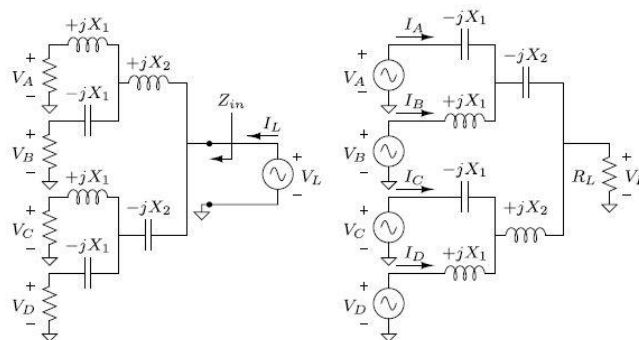 +jX₁
V_A
+
−
+jX₂
−jX₁
V_B
+
−
Z_in
I_L
V_L
+
−
+jX₁
V_C
+
−
−jX₂
−jX₁
V_D
+
−
I_A
−jX₁
−jX₂
+
V_A
−
I_B
+jX₁
+
V_B
−
I_C
−jX₁
R_L
+
−
+
V_C
−
+jX₂
I_D
+jX₁
+
V_D
−